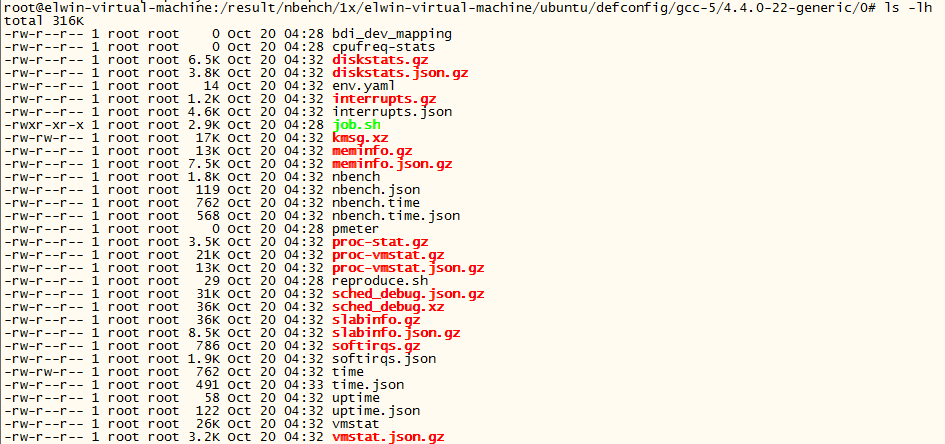 root@elwin-virtual-machine:/result/nbench/1x/elwin-virtual-machine/ubuntu/defconfig/gcc-5/4.4.0-22-generic/0# ls -lh
total 316K
-rw-r--r-- 1 root root    0 Oct 20 04:28 bdi_dev_mapping
-rw-r--r-- 1 root root    0 Oct 20 04:28 cpufreq-stats
-rw-r--r-- 1 root root 6.5K Oct 20 04:32 diskstats.gz
-rw-r--r-- 1 root root 3.8K Oct 20 04:32 diskstats.json.gz
-rw-r--r-- 1 root root   14 Oct 20 04:32 env.yaml
-rw-r--r-- 1 root root 1.2K Oct 20 04:32 interrupts.gz
-rw-r--r-- 1 root root 4.6K Oct 20 04:32 interrupts.json
-rwxr-xr-x 1 root root 2.9K Oct 20 04:28 job.sh
-rw-rw-r-- 1 root root  17K Oct 20 04:32 kmsg.xz
-rw-r--r-- 1 root root  13K Oct 20 04:32 meminfo.gz
-rw-r--r-- 1 root root 7.5K Oct 20 04:32 meminfo.json.gz
-rw-r--r-- 1 root root 1.8K Oct 20 04:32 nbench
-rw-r--r-- 1 root root  119 Oct 20 04:32 nbench.json
-rw-r--r-- 1 root root  762 Oct 20 04:32 nbench.time
-rw-r--r-- 1 root root  568 Oct 20 04:32 nbench.time.json
-rw-r--r-- 1 root root    0 Oct 20 04:28 pmeter
-rw-r--r-- 1 root root 3.5K Oct 20 04:32 proc-stat.gz
-rw-r--r-- 1 root root  21K Oct 20 04:32 proc-vmstat.gz
-rw-r--r-- 1 root root  13K Oct 20 04:32 proc-vmstat.json.gz
-rw-r--r-- 1 root root   29 Oct 20 04:28 reproduce.sh
-rw-r--r-- 1 root root  31K Oct 20 04:32 sched_debug.json.gz
-rw-r--r-- 1 root root  36K Oct 20 04:32 sched_debug.xz
-rw-r--r-- 1 root root  36K Oct 20 04:32 slabinfo.gz
-rw-r--r-- 1 root root 8.5K Oct 20 04:32 slabinfo.json.gz
-rw-r--r-- 1 root root  786 Oct 20 04:32 softirqs.gz
-rw-r--r-- 1 root root 1.9K Oct 20 04:32 softirqs.json
-rw-rw-r-- 1 root root  762 Oct 20 04:32 time
-rw-r--r-- 1 root root  491 Oct 20 04:33 time.json
-rw-r--r-- 1 root root   58 Oct 20 04:32 uptime
-rw-r--r-- 1 root root  122 Oct 20 04:32 uptime.json
-rw-r--r-- 1 root root  26K Oct 20 04:32 vmstat
-rw-r--r-- 1 root root 3.2K Oct 20 04:32 vmstat.json.gz